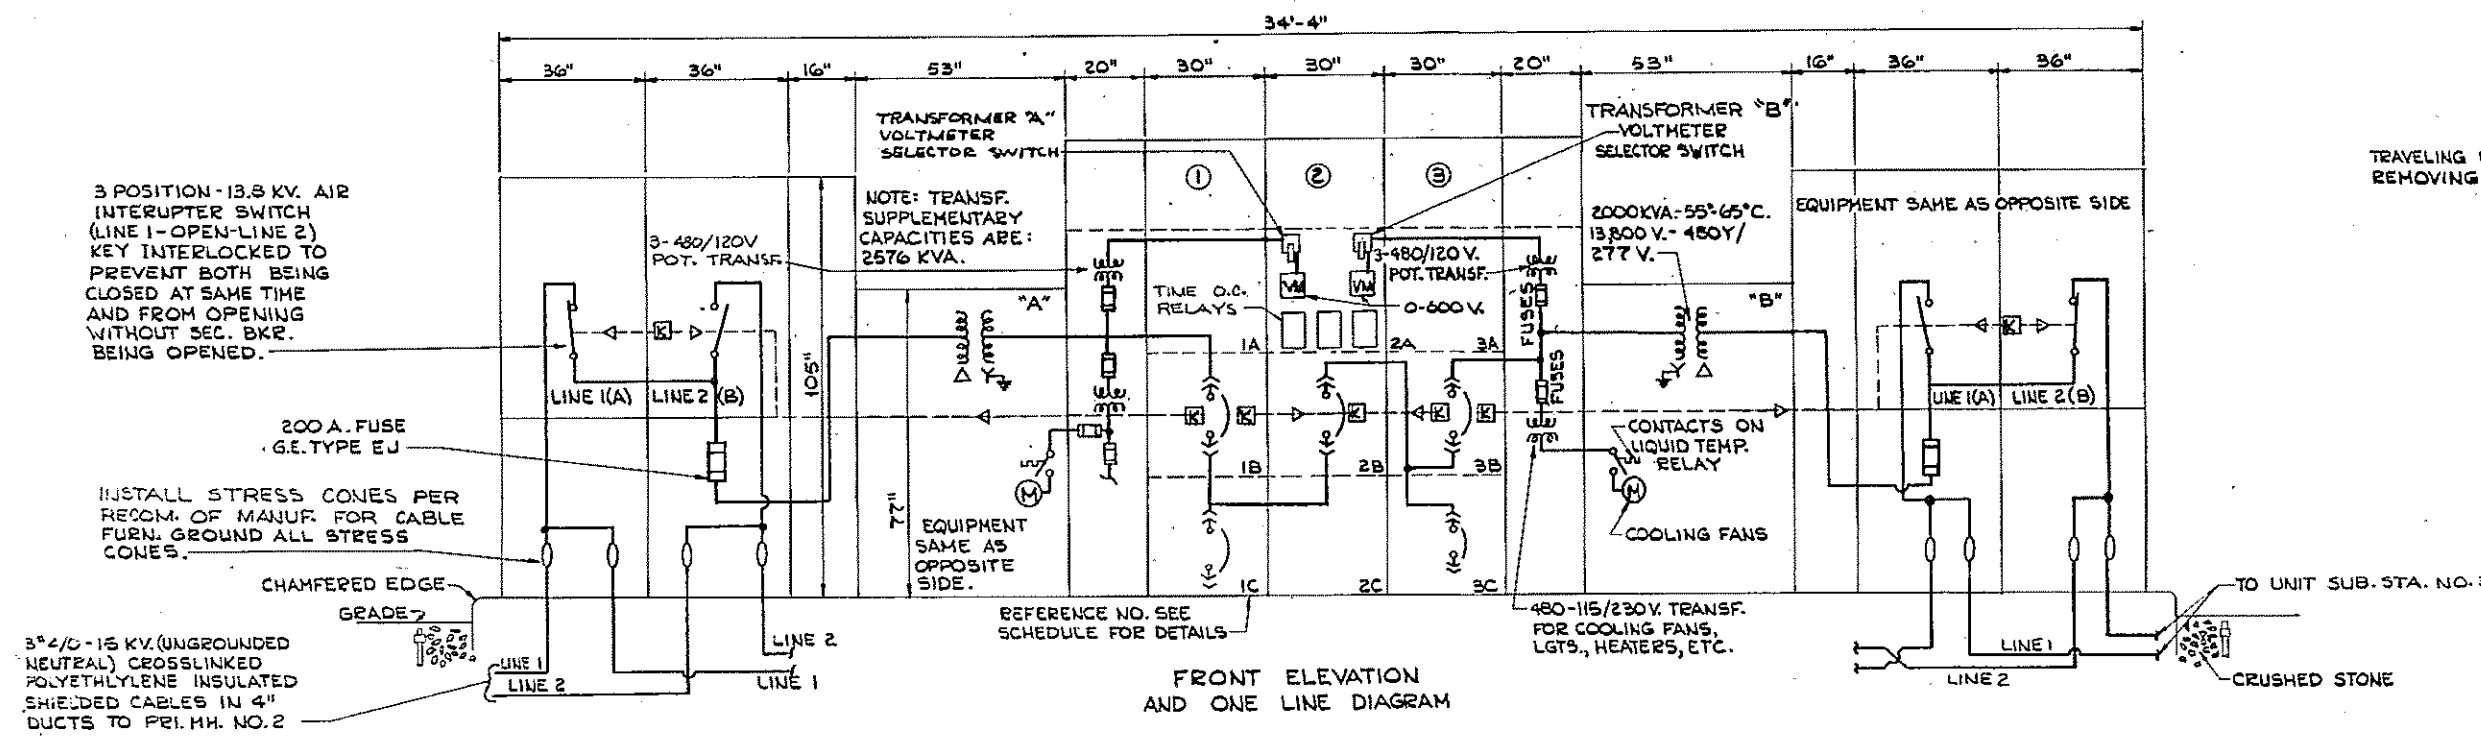 34'-4"
36"
36"
16"
53"
20"
30"
30"
30"
20"
53"
16"
36"
36"
3 POSITION-13.8 KV. AIR
INTERUPTER SWITCH
(LINE 1-OPEN-LINE 2)
KEY INTERLOCKED TO
PREVENT BOTH BEING
CLOSED AT SAME TIME
AND FROM OPENING
WITHOUT SEC. BKR.
BEING OPENED.
200 A. FUSE
G.E. TYPE EJ
INSTALL STRESS CONES PER
RECOM. OF MANUF. FOR CABLE
FURN. GROUND ALL STRESS
CONES.
CHAMFERED EDGE
GRADE
3"4/0-15 KV. (UNGROUNDED
NEUTRAL) CROSSLINKED
POLYETHLYLENE INSULATED
SHIELDED CABLES IN 4"
DUCTS TO PRI. MH. NO. 2
LINE 1
LINE 2
LINE 2
LINE 1
K
LINE 1(A)
LINE 2 (B)
3-480/120V
POT. TRANSF.
105"
77"
TRANSFORMER "A"
VOLTMETER
SELECTOR SWITCH
NOTE: TRANSF.
SUPPLEMENTARY
CAPACITIES ARE:
2576 KVA.
"A"
M
EQUIPMENT
SAME AS
OPPOSITE
SIDE.
1
2
3
TIME O.C.
RELAYS
VM
VM
3-480/120 V.
POT. TRANSF.
0-600 V.
1A
2A
3A
K
K
K
K
K
1B
2B
3B
1C
2C
3C
REFERENCE NO. SEE
SCHEDULE FOR DETAILS
FRONT ELEVATION
AND ONE LINE DIAGRAM
TRANSFORMER "B"
VOLTMETER
SELECTOR SWITCH
2000KVA-55°-65°C.
13,800 V.- 480Y/
277 V.
FUSES
FUSES
"B"
CONTACTS ON
LIQUID TEMP.
RELAY
M
COOLING FANS
480-115/230V. TRANSF.
FOR COOLING FANS,
LGTS., HEATERS, ETC.
EQUIPMENT SAME AS OPPOSITE SIDE
K
LINE 1(A)
LINE 2(B)
LINE 1
LINE 2
TO UNIT SUB. STA. NO.
CRUSHED STONE
TRAVELING
REMOVING